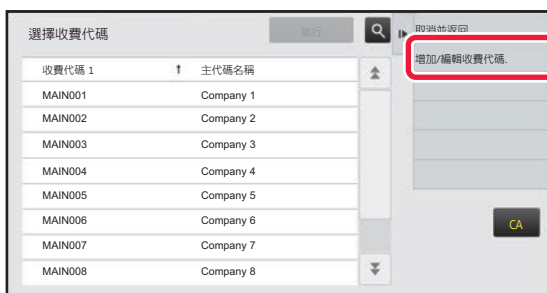 選擇收費代碼 執行 取消並返回
增加/編輯收費代碼.
收費代碼 1 主代碼名稱
MAIN001 Company 1
MAIN002 Company 2
MAIN003 Company 3
MAIN004 Company 4
MAIN005 Company 5
MAIN006 Company 6
MAIN007 Company 7
MAIN008 Company 8
CA